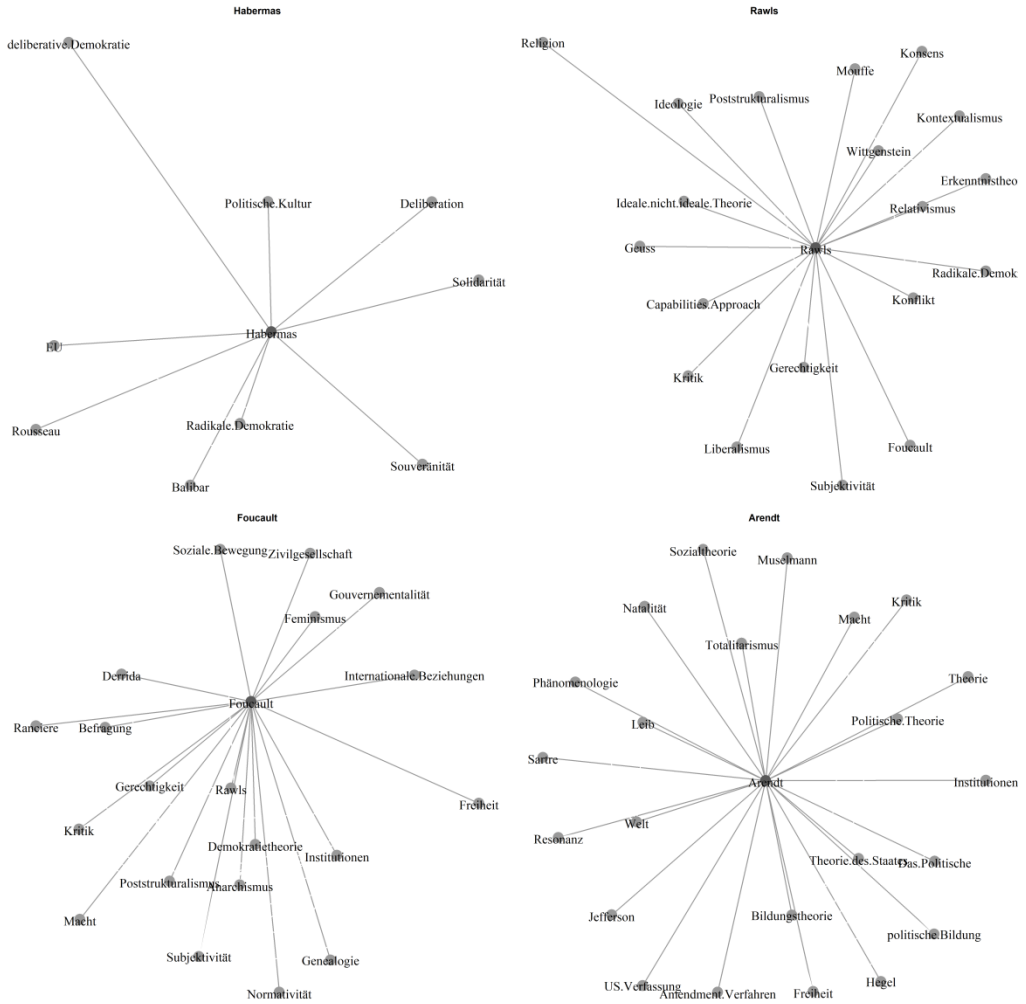 Habermas
deliberative.Demokratie
Politische.Kultur
Deliberation
Solidarität
Habermas
EU
Rousseau
Radikale.Demokratie
Souveränität
Balibar
Rawls
Religion
Konsens
Mouffe
Ideologie
Poststrukturalismus
Kontextualismus
Wittgenstein
Erkenntnistheo
Ideale.nicht.ideale.Theorie
Relativismus
Geuss
Rawls
Radikale.Demok
Capabilities.Approach
Konflikt
Kritik
Gerechtigkeit
Liberalismus
Foucault
Subjektivität
Foucault
Soziale.Bewegung
Zivilgesellschaft
Gouvernementalität
Feminismus
Derrida
Internationale.Beziehungen
Foucault
Ranciere
Befragung
Gerechtigkeit
Rawls
Freiheit
Kritik
Demokratietheorie
Institutionen
Poststrukturalismus
Anarchismus
Macht
Subjektivität
Genealogie
Normativität
Arendt
Sozialtheorie
Muselmann
Natalität
Macht
Kritik
Totalitarismus
Phänomenologie
Theorie
Leib
Politische.Theorie
Sartre
Arendt
Institutionen
Resonanz
Welt
Theorie.des.Staates
Das.Politische
Jefferson
Bildungstheorie
politische.Bildung
US.Verfassung
Amendment.Verfahren
Freiheit
Hegel